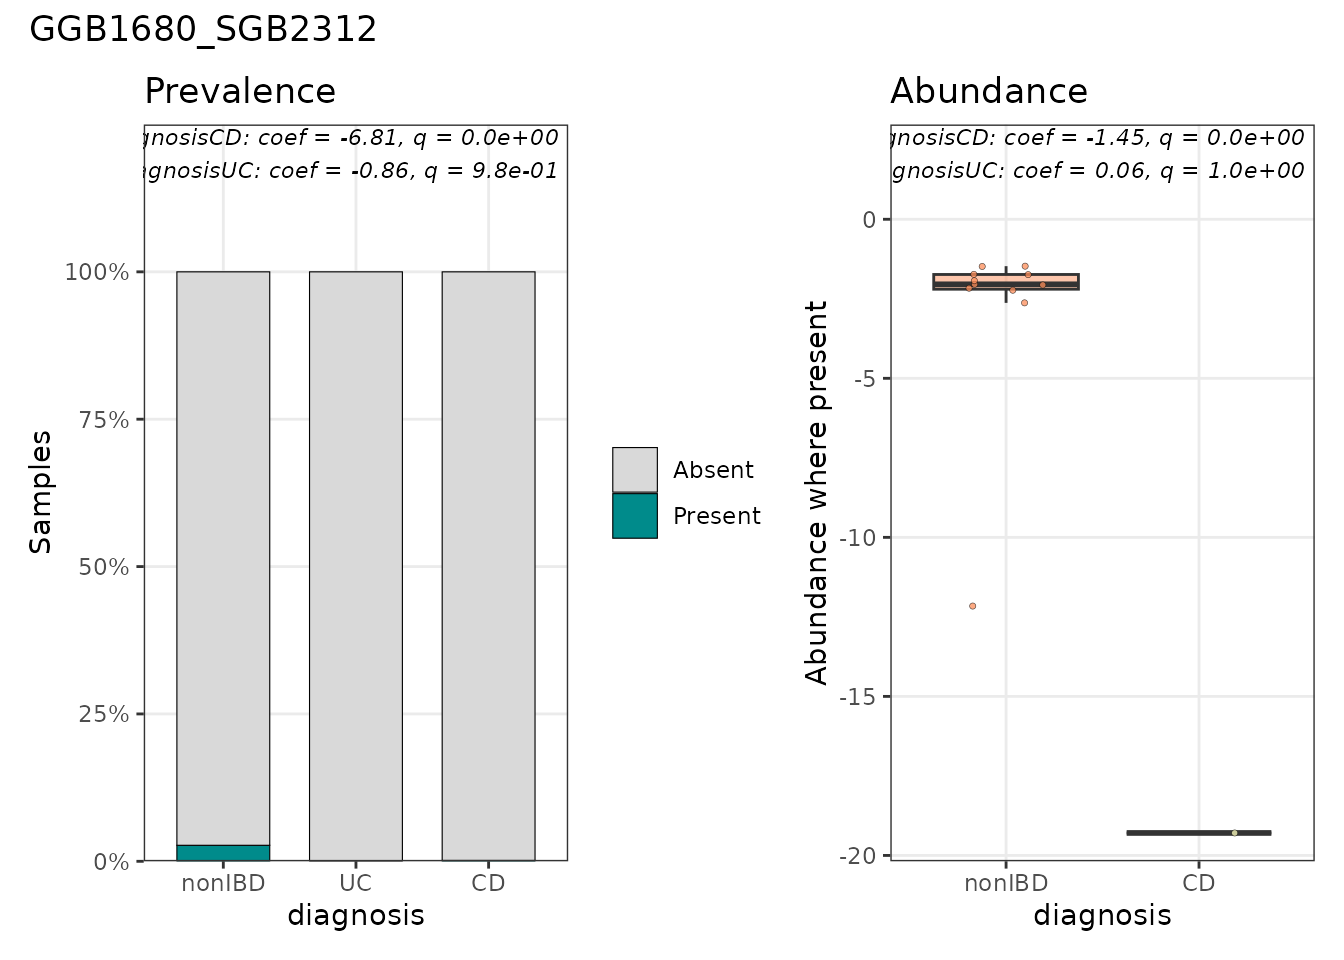 GGB1680_SGB2312
Prevalence
gnosisCD: coef = -6.81, q = 0.0e+00
agnosisUC: coef = -0.86, q = 9.8e-01
100%
75%
50%
25%
0%
Samples
nonIBD UC CD
diagnosis
Absent
Present
Abundance
gnosisCD: coef = -1.45, q = 0.0e+00
gnosisUC: coef = 0.06, q = 1.0e+00
0
-5
-10
-15
-20
Abundance where present
nonIBD CD
diagnosis